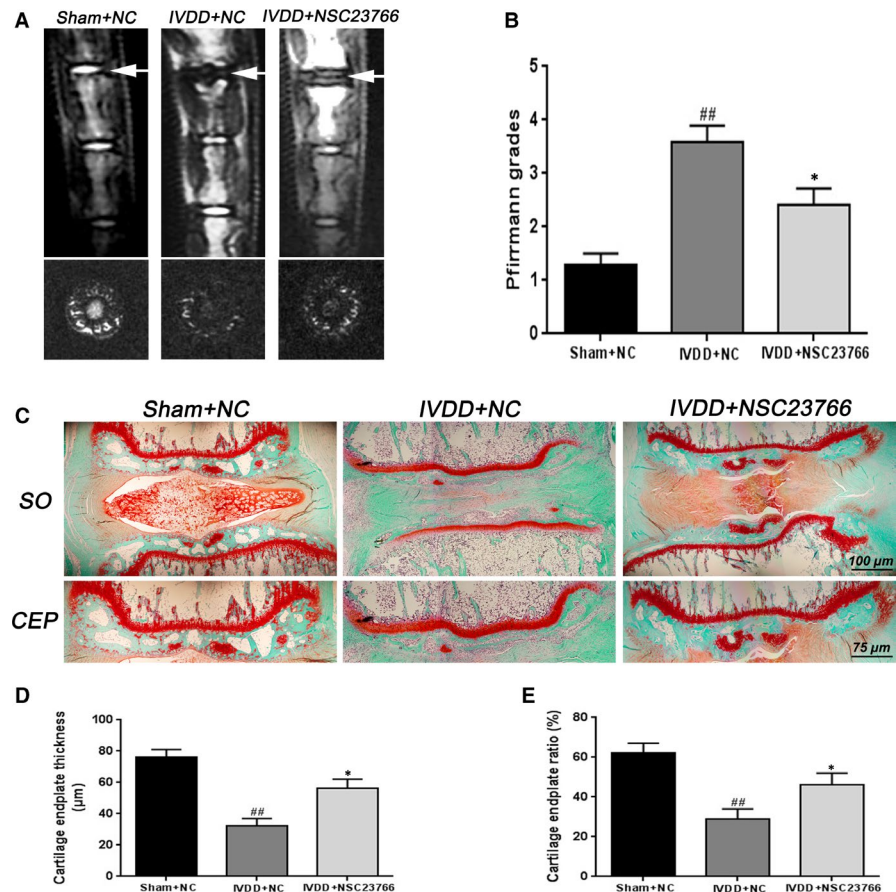 A
Sham+NC IVDD+NC IVDD+NSC23766
B
Pfirrmann grades
5
4
3
2
1
0
##
*
Sham+NC IVDD+NC IVDD+NSC23766
C
Sham+NC IVDD+NC IVDD+NSC23766
SO
100 μm
CEP
75 μm
D
Cartilage endplate thickness
(μm)
100
80
60
40
20
0
##
*
Sham+NC IVDD+NC IVDD+NSC23766
E
Cartilage endplate ratio (%)
80
60
40
20
0
##
*
Sham+NC IVDD+NC IVDD+NSC23766